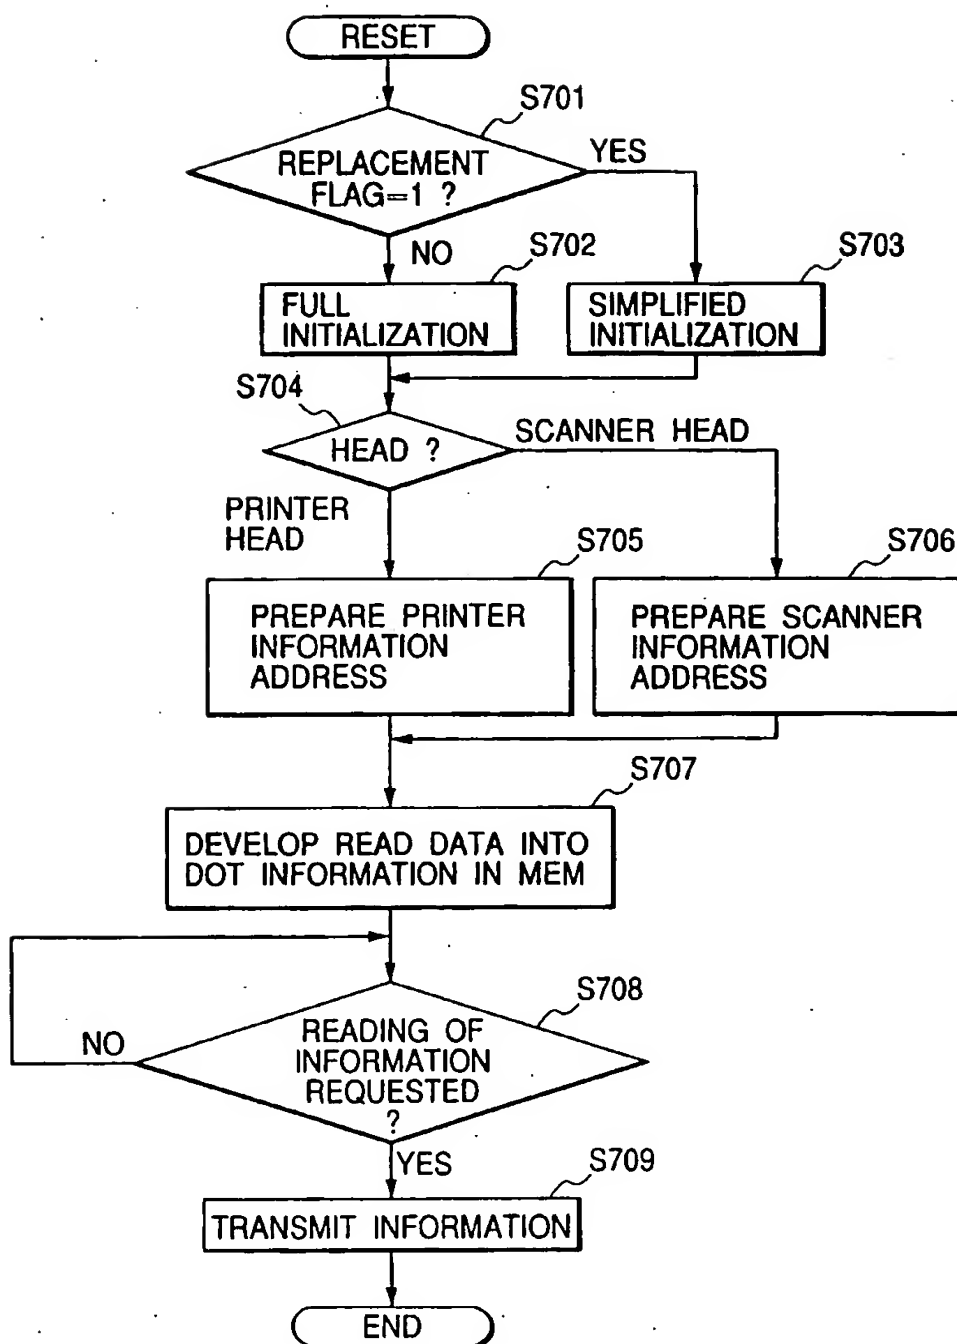 RESET
S701
REPLACEMENT
FLAG=1 ?
YES
NO
S702
S703
FULL
INITIALIZATION
SIMPLIFIED
INITIALIZATION
S704
HEAD ?
SCANNER HEAD
PRINTER
HEAD
S705
S706
PREPARE PRINTER
INFORMATION
ADDRESS
PREPARE SCANNER
INFORMATION
ADDRESS
S707
DEVELOP READ DATA INTO
DOT INFORMATION IN MEM
S708
READING OF
INFORMATION
REQUESTED
?
NO
YES
S709
TRANSMIT INFORMATION
END